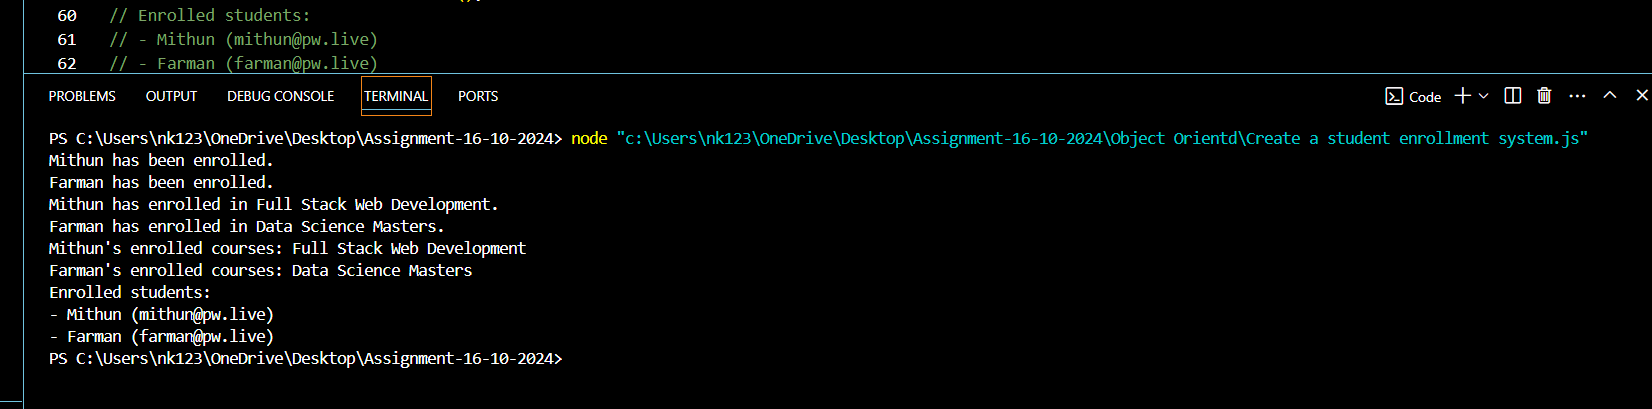 60 // Enrolled students:
61 // - Mithun (mithun@pw.live)
62 // - Farman (farman@pw.live)
PROBLEMS OUTPUT DEBUG CONSOLE TERMINAL PORTS Code
PS C:\Users\nk123\OneDrive\Desktop\Assignment-16-10-2024> node "c:\Users\nk123\OneDrive\Desktop\Assignment-16-10-2024\Object Orientd\Create a student enrollment system.js"
Mithun has been enrolled.
Farman has been enrolled.
Mithun has enrolled in Full Stack Web Development.
Farman has enrolled in Data Science Masters.
Mithun's enrolled courses: Full Stack Web Development
Farman's enrolled courses: Data Science Masters
Enrolled students:
- Mithun (mithun@pw.live)
- Farman (farman@pw.live)
PS C:\Users\nk123\OneDrive\Desktop\Assignment-16-10-2024>